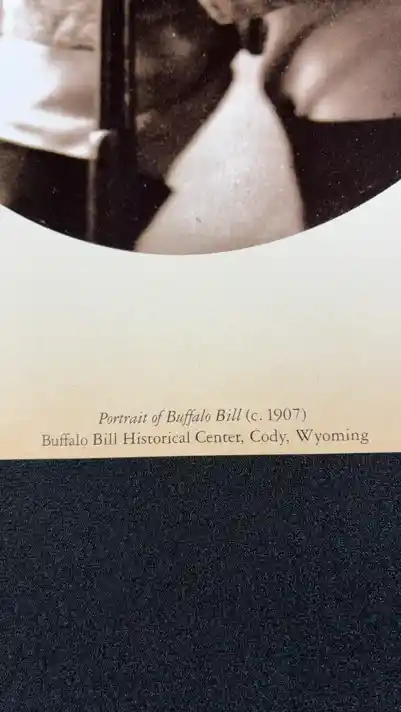 Portrait of Buffalo Bill (c. 1907)
Buffalo Bill Historical Center, Cody, Wyoming